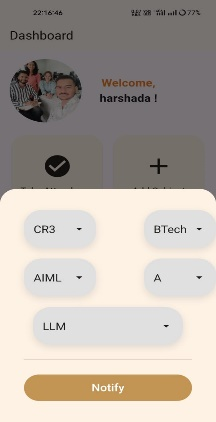 22:16:46
77%
Dashboard
Welcome,
harshada !
CR3
BTech
AIML
A
LLM
Notify